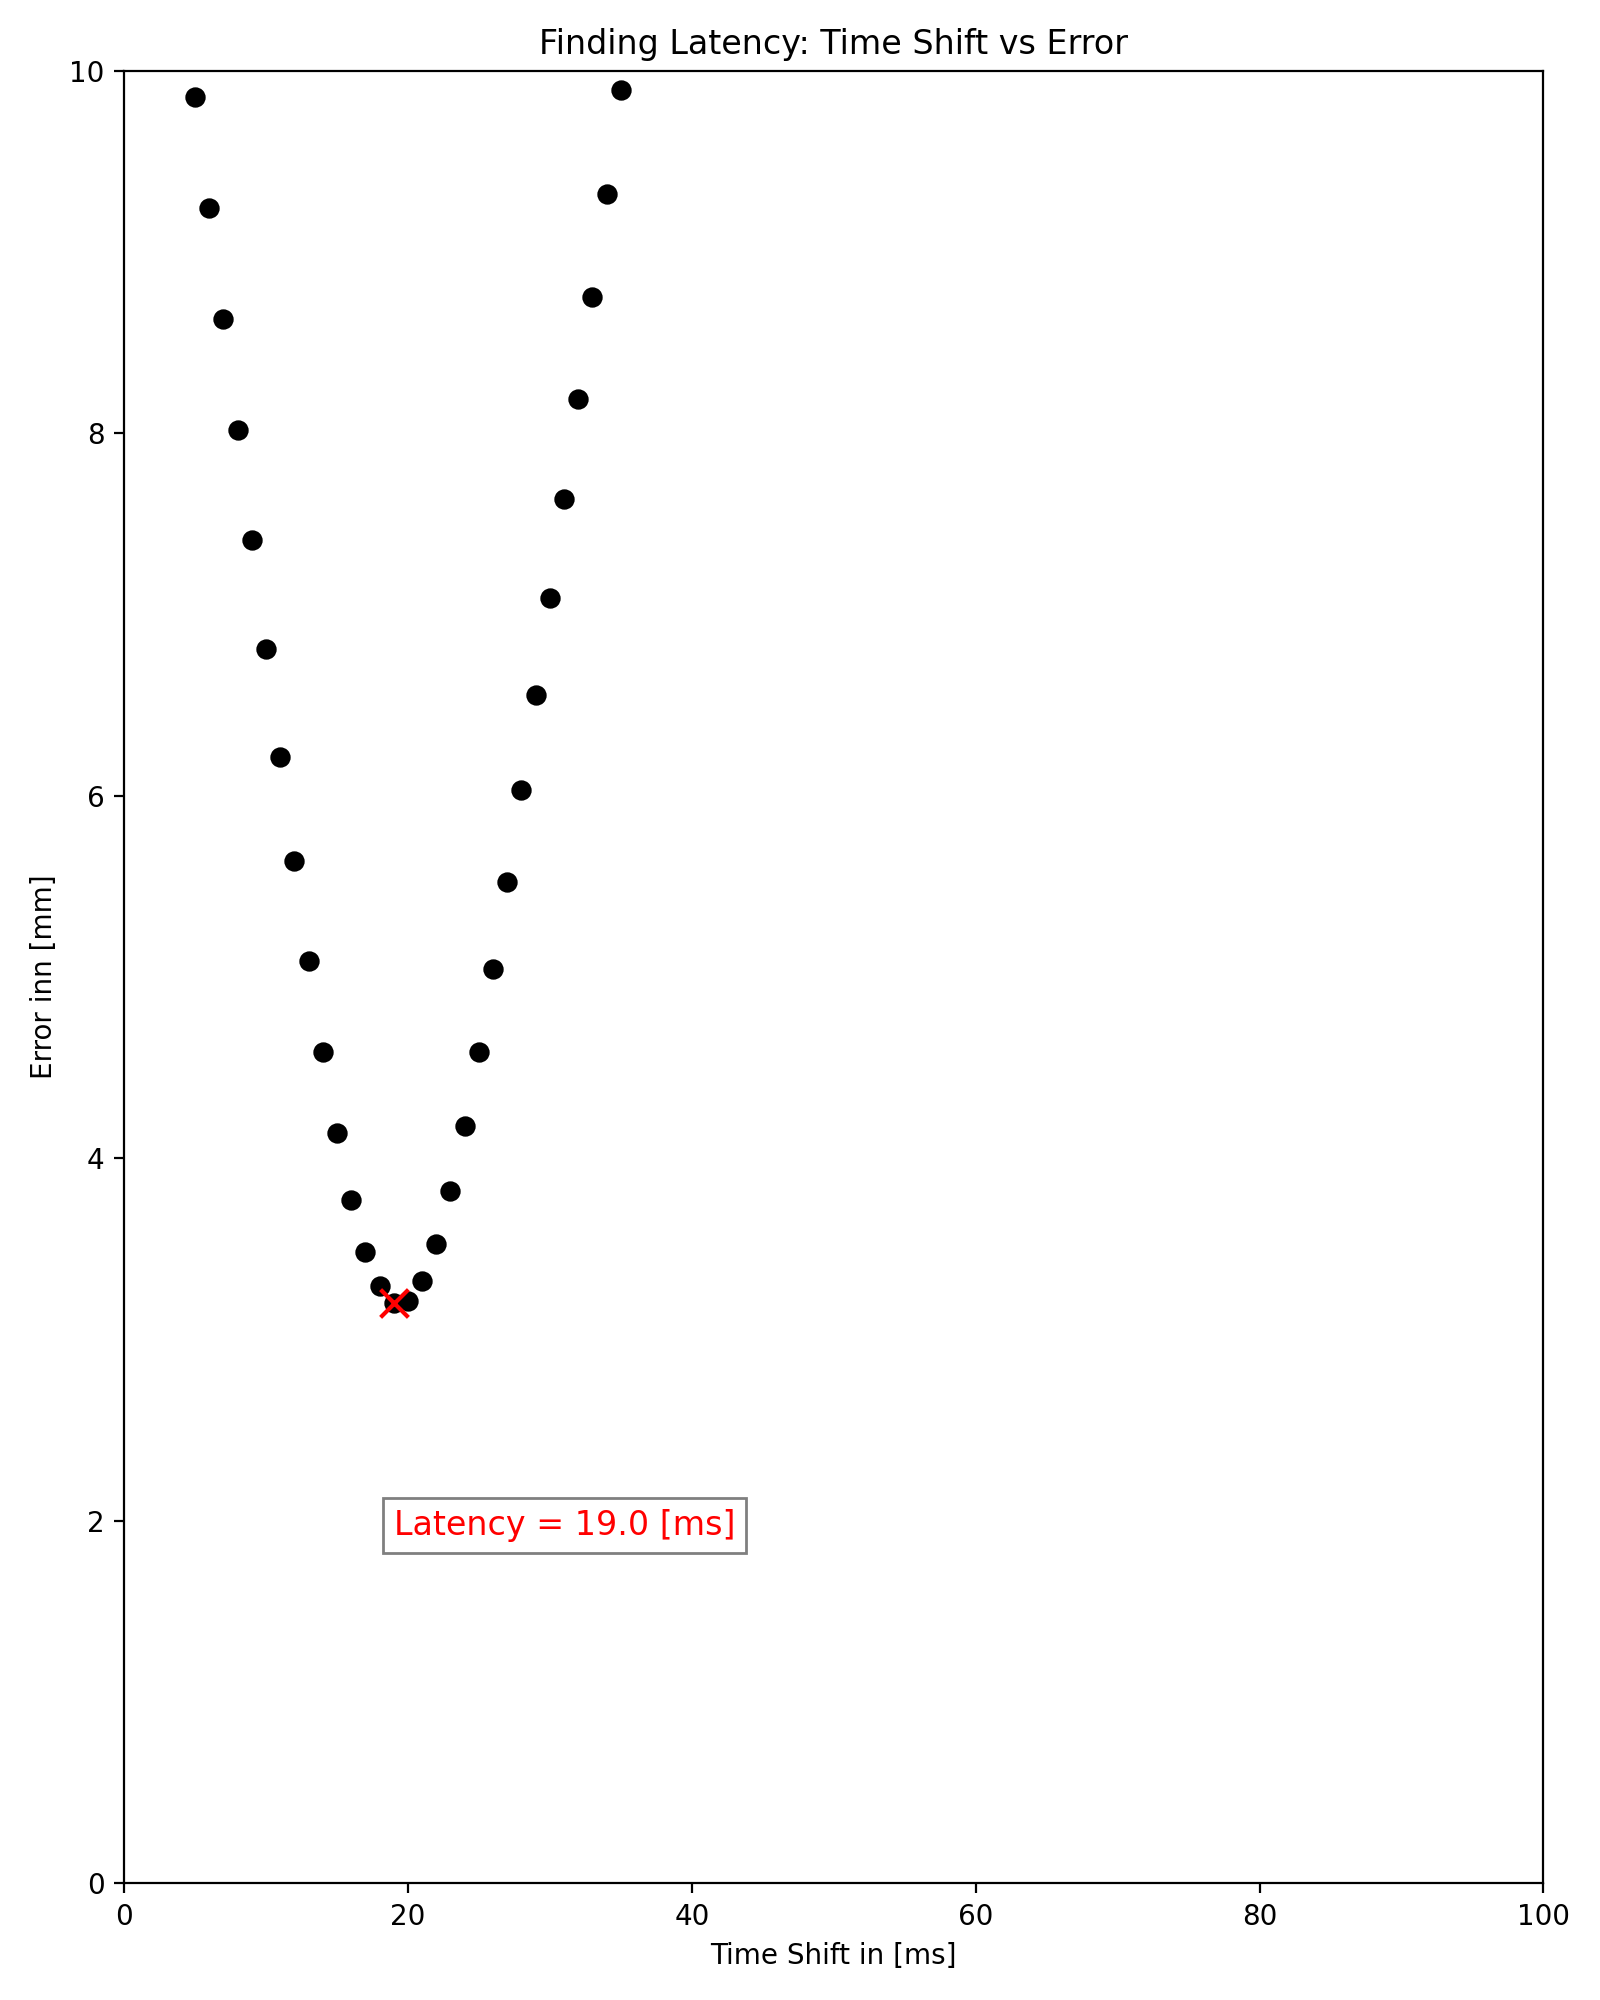 Finding Latency: Time Shift vs Error
10
8
6
4
2
0
Error inn [mm]
Latency = 19.0 [ms]
0 20 40 60 80 100
Time Shift in [ms]